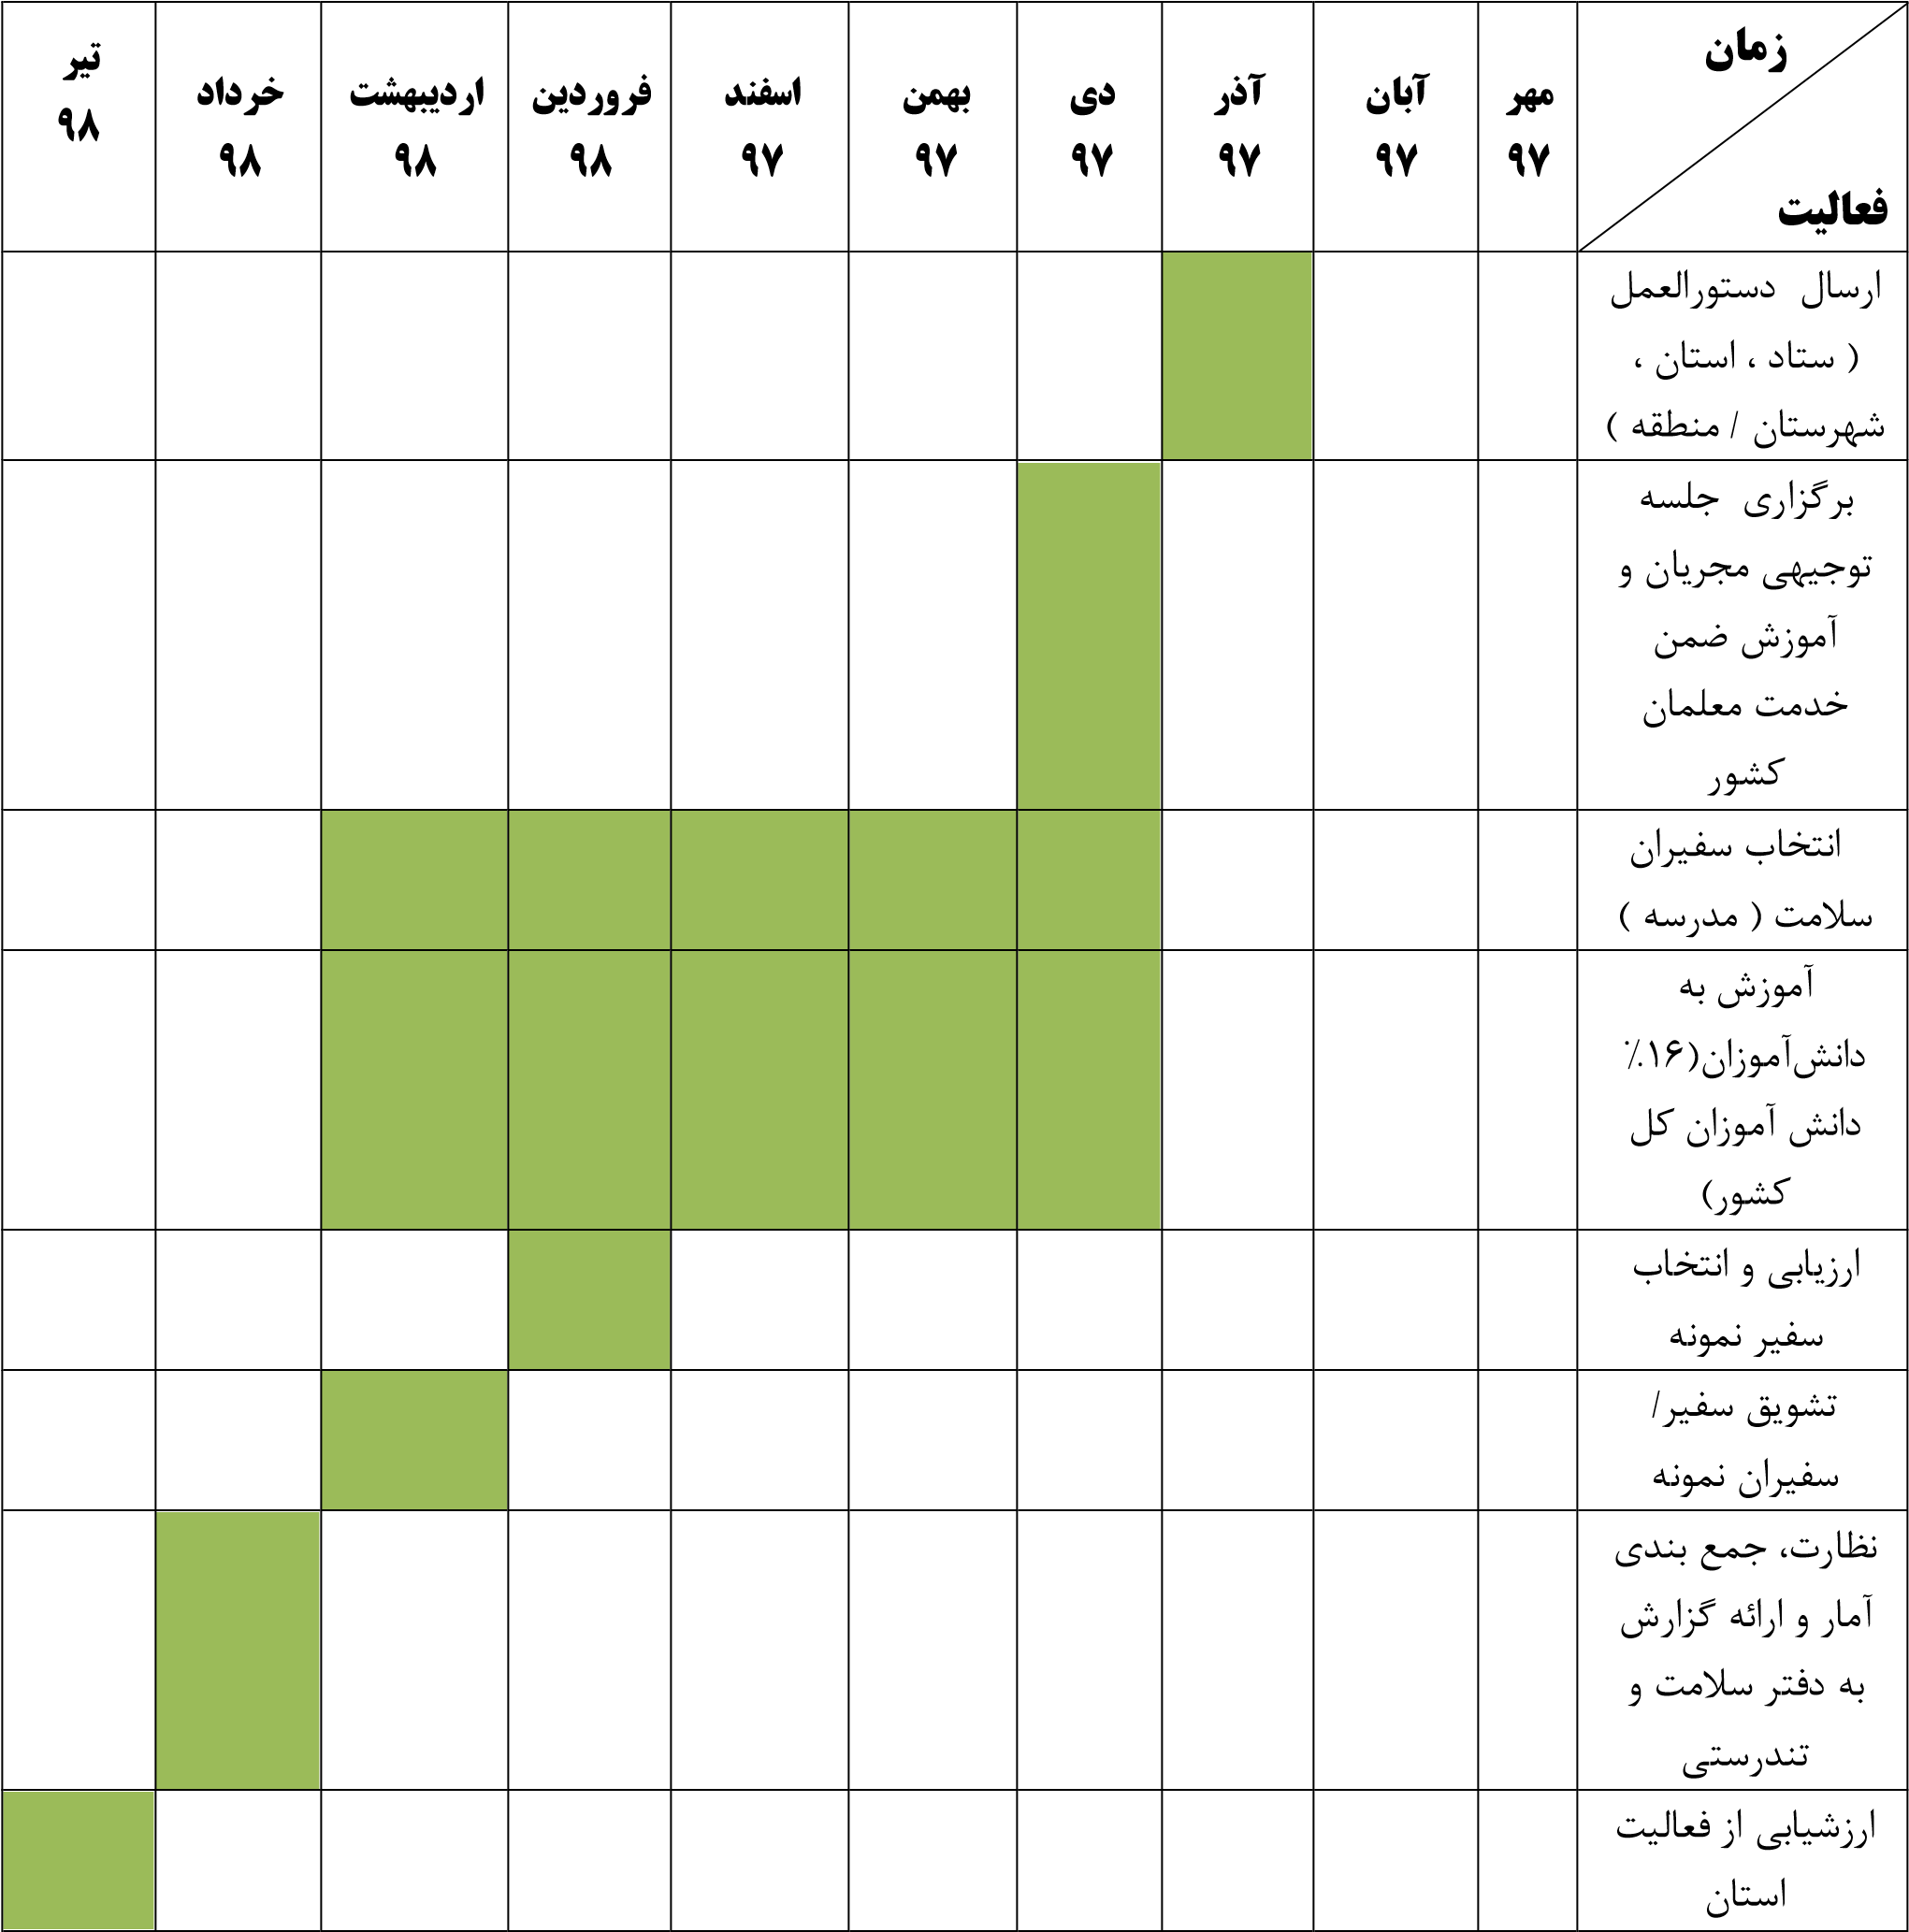 زمان
فعالیت
مهر
۹۷
آبان
۹۷
آذر
۹۷
دی
۹۷
بهمن
۹۷
اسفند
۹۷
فروردین
۹۸
اردیبهشت
۹۸
خرداد
۹۸
تیر
۹۸
ارسال دستورالعمل
( ستاد ، استان ،
شهرستان / منطقه )
برگزاری جلسه
توجیهی مجریان و
آموزش ضمن
خدمت معلمان
کشور
انتخاب سفیران
سلامت ( مدرسه )
آموزش به
دانش‌آموزان(۱۶٪
دانش آموزان کل
کشور)
ارزیابی و انتخاب
سفیر نمونه
تشویق سفیر/
سفیران نمونه
نظارت، جمع بندی
آمار و ارائه گزارش
به دفتر سلامت و
تندرستی
ارزشیابی از فعالیت
استان